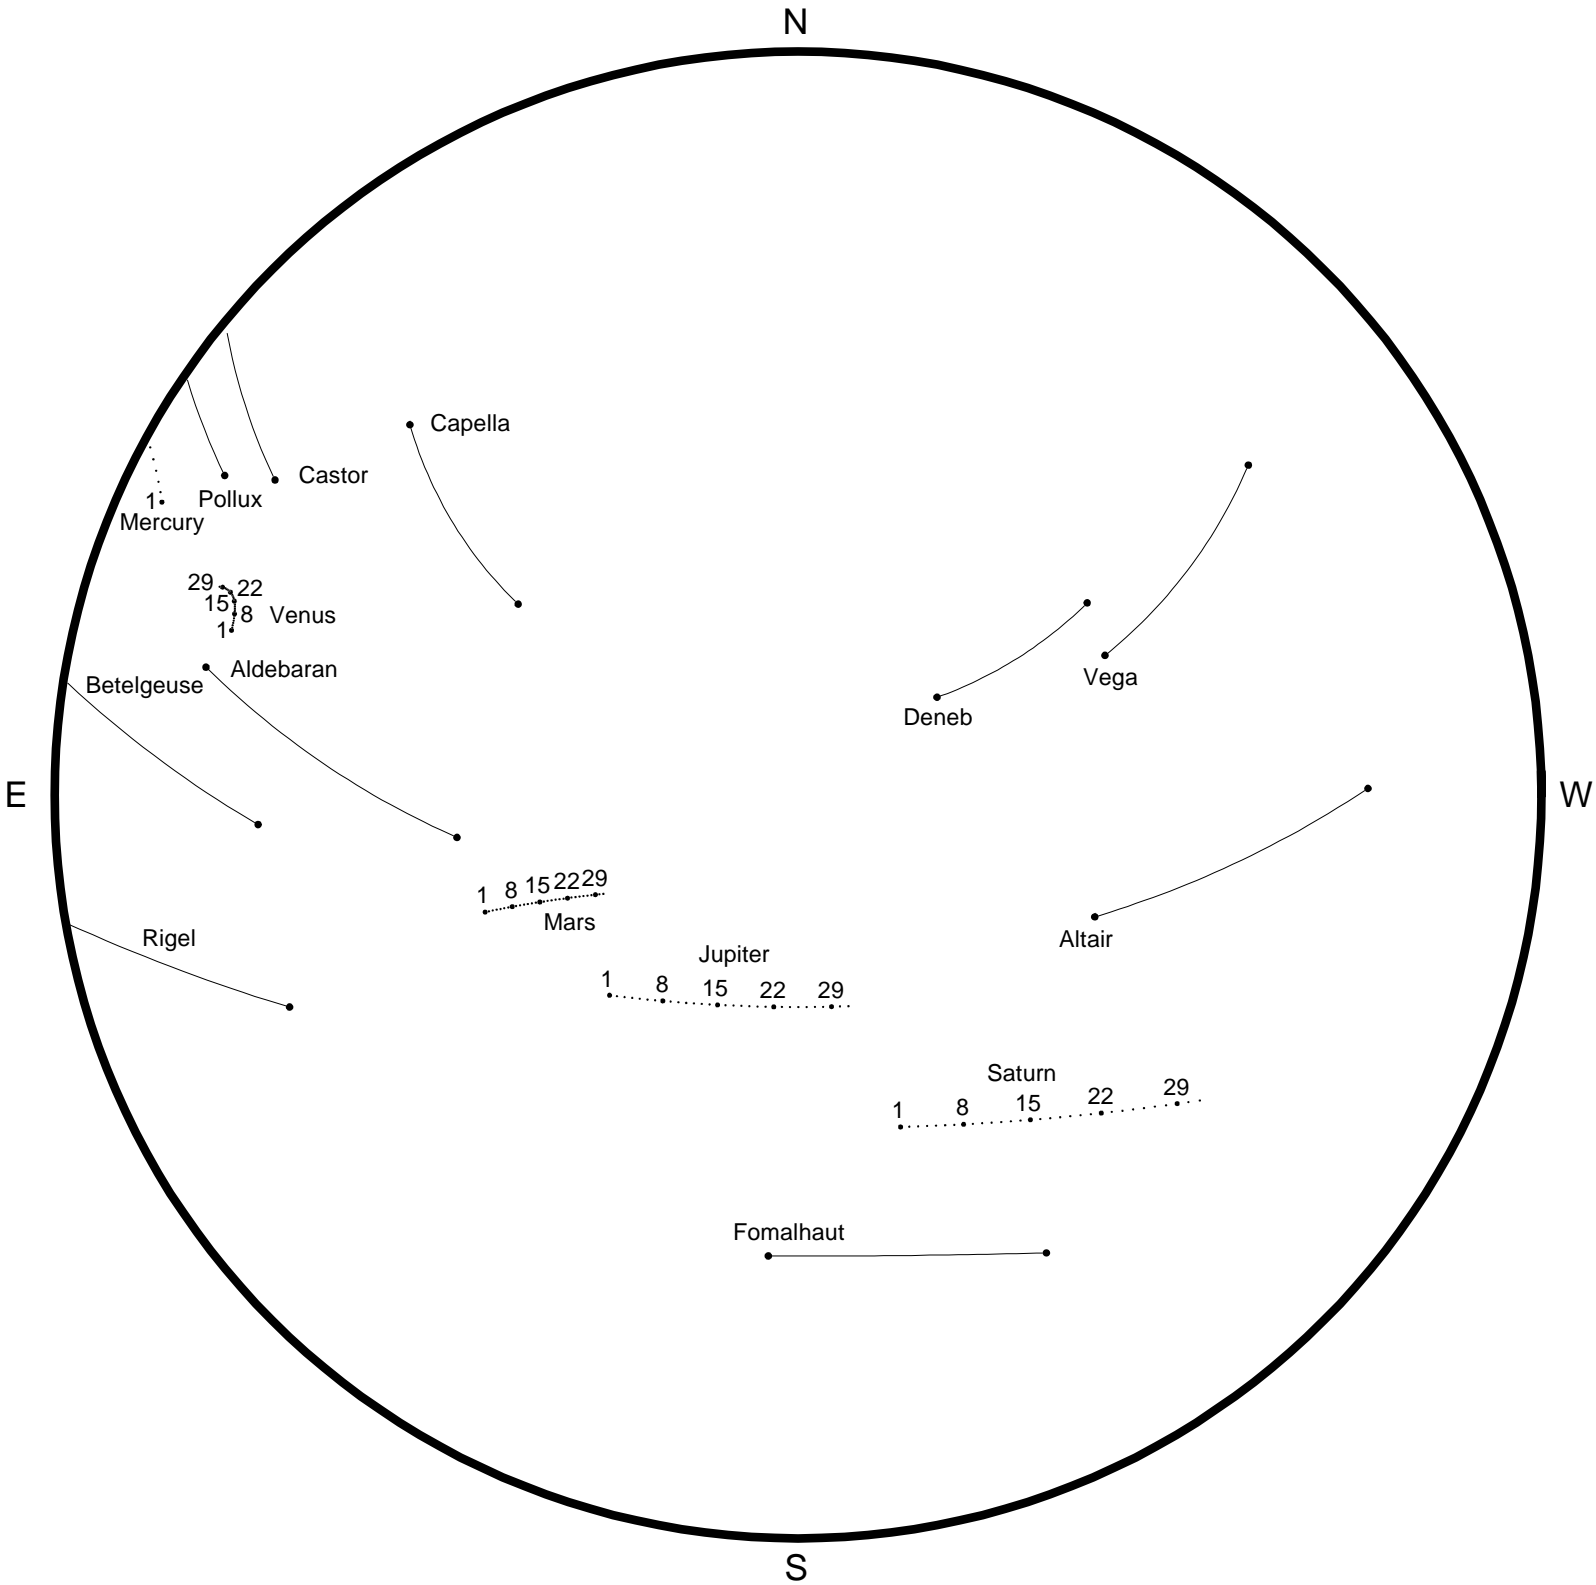 N
Capella
Castor
Pollux
1
Mercury
29
22
15
8
Venus
1
Aldebaran
Betelgeuse
Vega
Deneb
E
W
1 8 15 22 29
Mars
Rigel
Altair
Jupiter
1 8 15 22 29
Saturn
1 8 15 22 29
Fomalhaut
S